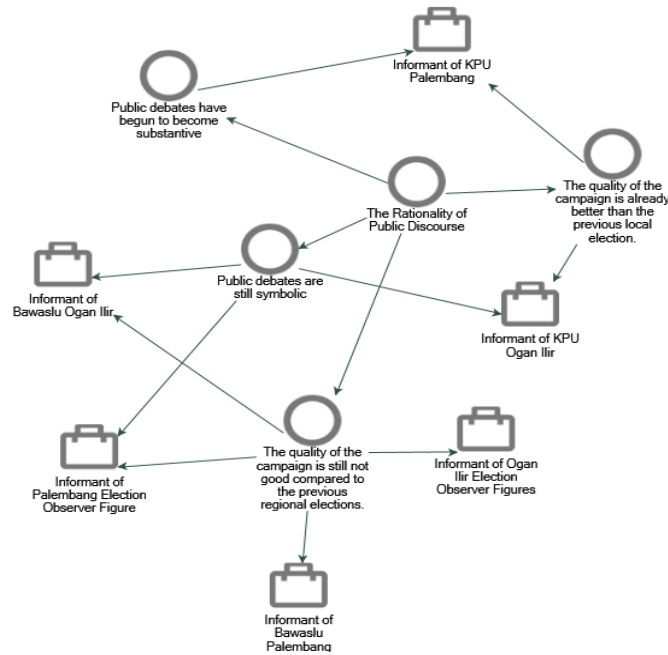 Informant of KPU
Palembang
Public debates have
begun to become
substantive
The quality of the
campaign is already
better than the
previous local
election.
The Rationality of
Public Discourse
Public debates are
still symbolic
Informant of
Bawaslu Ogan Ilir
Informant of KPU
Ogan Ilir
The quality of the
campaign is still not
good compared to
the previous
regional elections.
Informant of Ogan
Ilir Election
Observer Figures
Informant of
Palembang Election
Observer Figure
Informant of
Bawaslu
Palembang